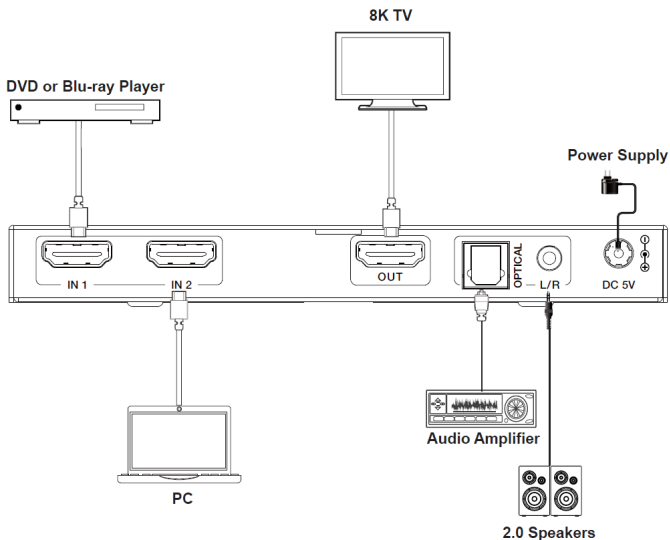 8K TV
DVD or Blu-ray Player
Power Supply
IN 1
IN 2
OUT
OPTICAL
L/R
DC 5V
Audio Amplifier
PC
2.0 Speakers